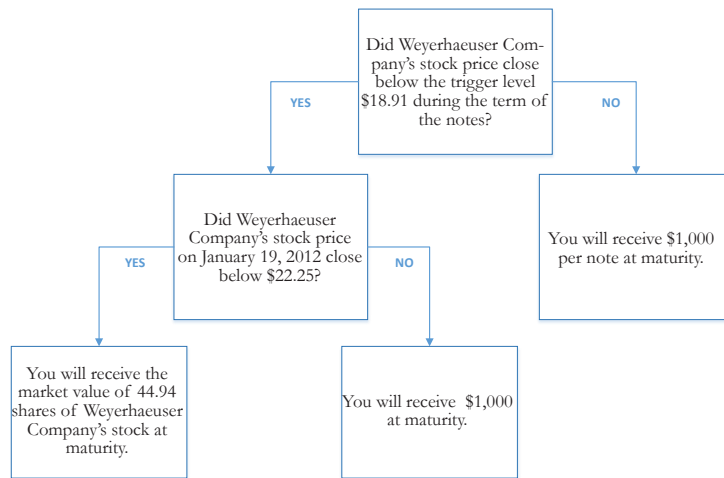 Did Weyerhaeuser Com-
pany's stock price close
below the trigger level
$18.91 during the term of
the notes?
YES
NO
Did Weyerhaeuser
Company's stock price
on January 19, 2012 close
below $22.25?
You will receive $1,000
per note at maturity.
YES
NO
You will receive the
market value of 44.94
shares of Weyerhaeuser
Company's stock at
maturity.
You will receive $1,000
at maturity.